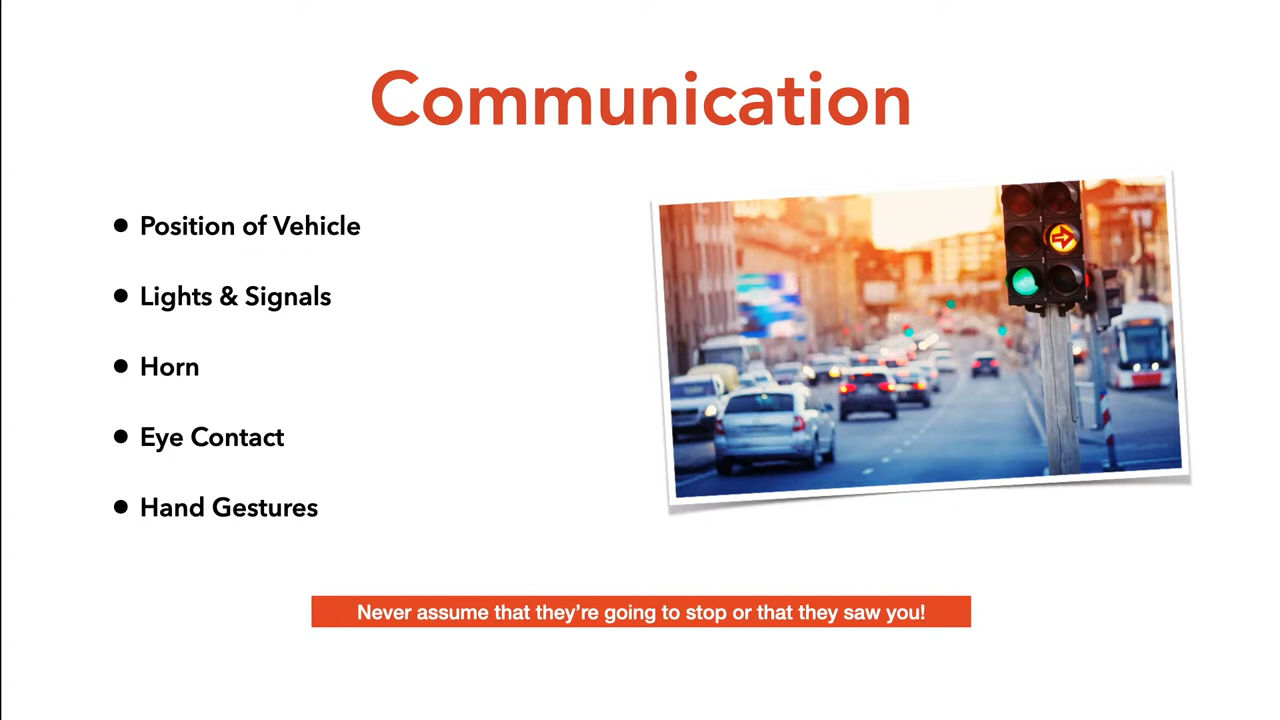 Communication
• Position of Vehicle
• Lights & Signals
• Horn
• Eye Contact
• Hand Gestures
Never assume that they’re going to stop or that they saw you!